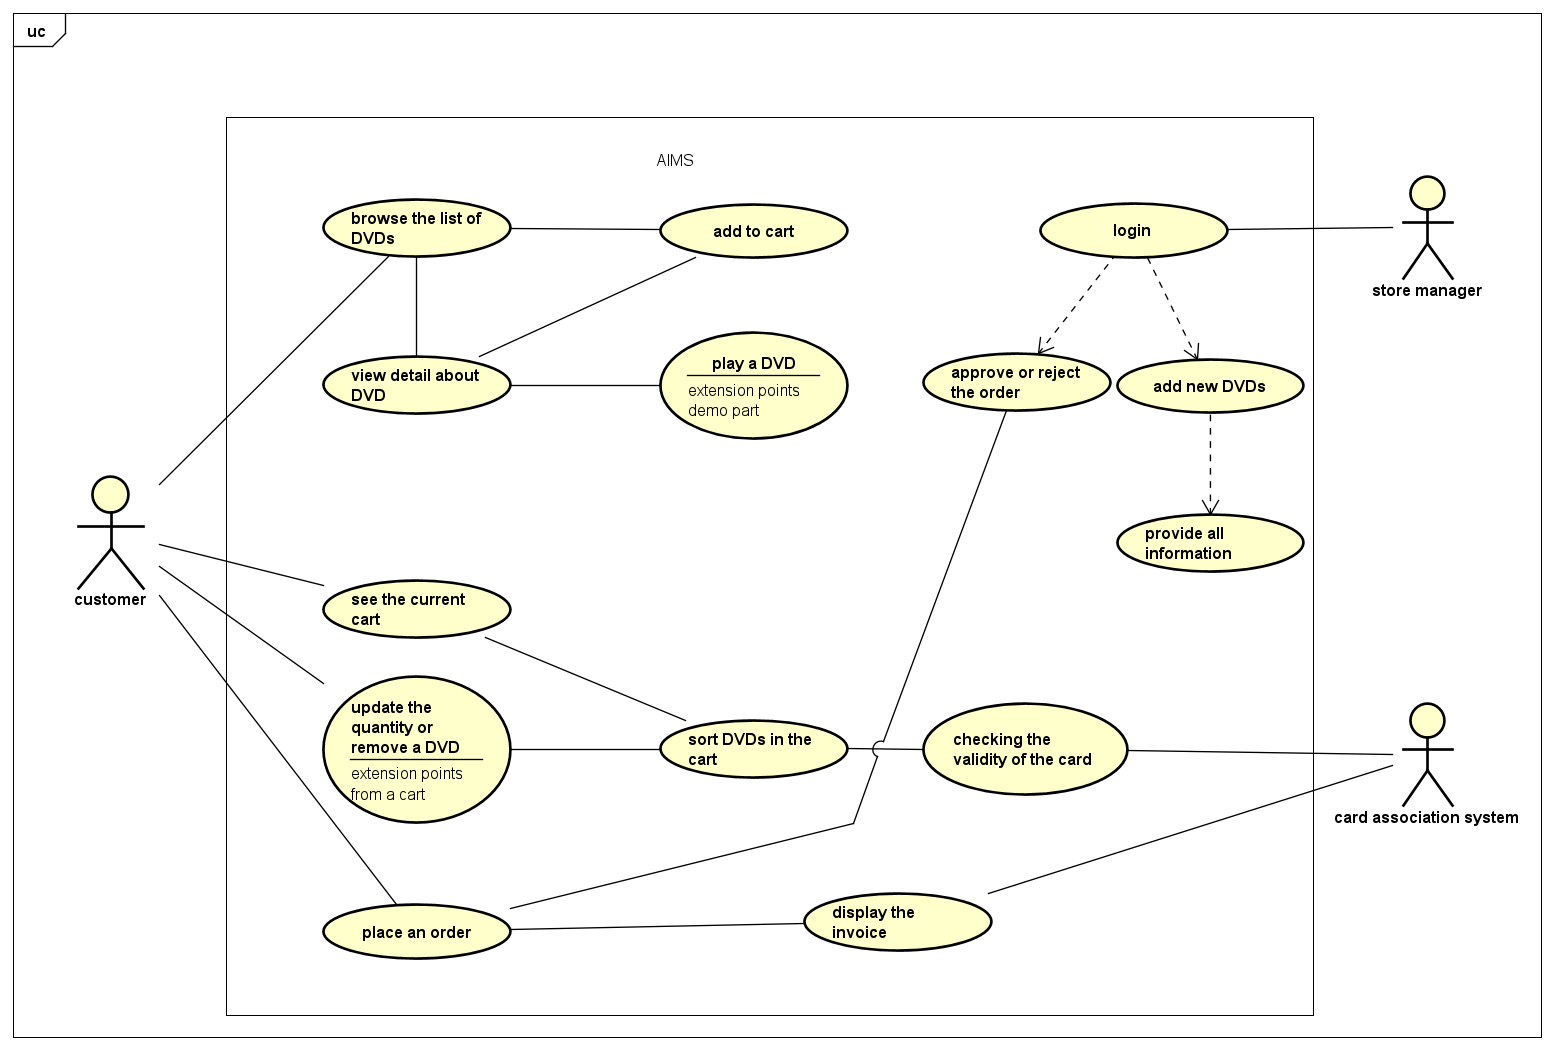 uc
AIMS
browse the list of
DVDs
add to cart
login
store manager
view detail about
DVD
play a DVD
extension points
demo part
approve or reject
the order
add new DVDs
provide all
information
customer
see the current
cart
update the
quantity or
remove a DVD
extension points
from a cart
sort DVDs in the
cart
checking the
validity of the card
card association system
place an order
display the
invoice